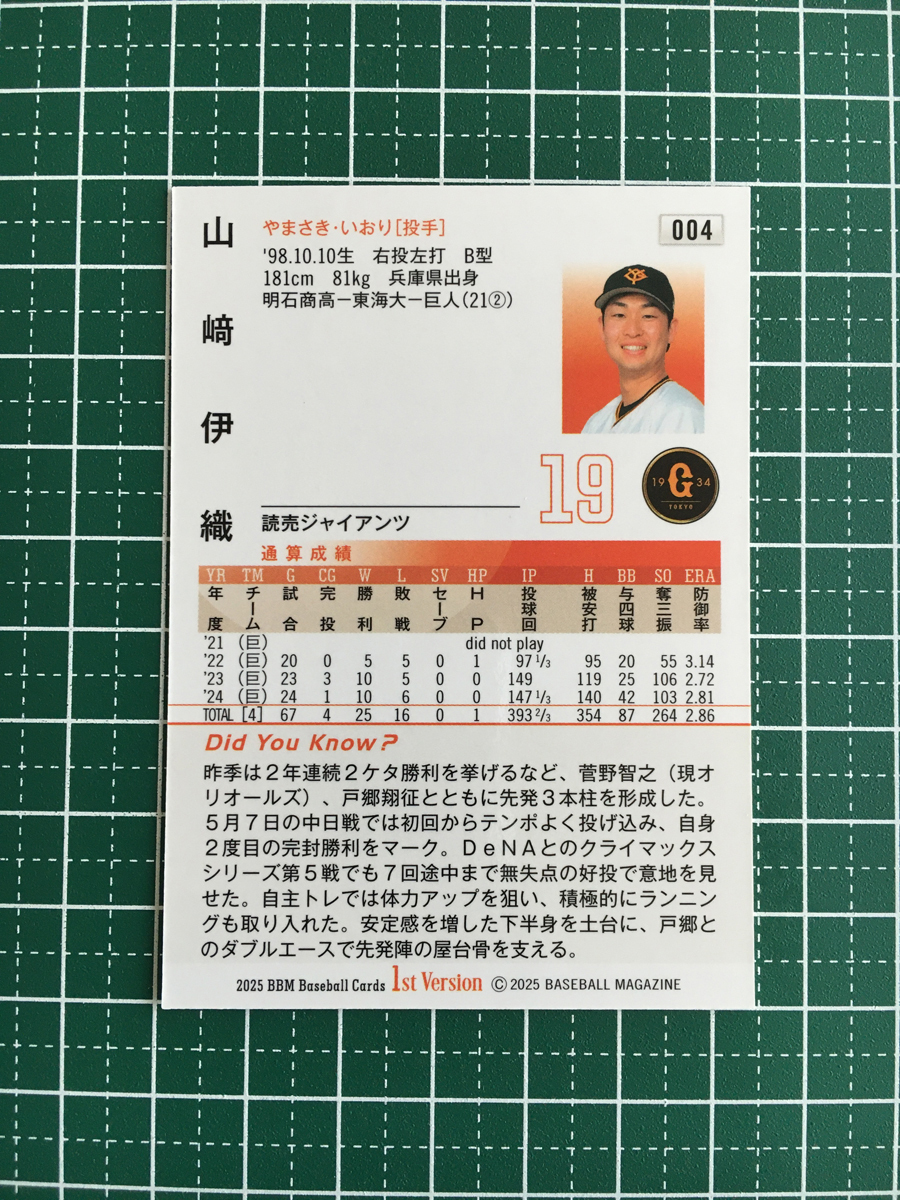 山﨑伊織
やまさき・いおり[投手]
004
'98.10.10生 右投左打 B型
181cm 81kg 兵庫県出身
明石商高ー東海大ー巨人(21②)
19
19 G 34
TOKYO
読売ジャイアンツ
通算成績
YR TM G CG W L SV HP IP H BB SO ERA
年度 チーム 試合 完投 勝利 敗戦 セーブ HP 投球回 被安打 与四球 奪三振 防御率
'21 (巨) did not play
'22 (巨) 20 0 5 5 0 1 97 1/3 95 20 55 3.14
'23 (巨) 23 3 10 5 0 0 149 119 25 106 2.72
'24 (巨) 24 1 10 6 0 0 147 1/3 140 42 103 2.81
TOTAL [4] 67 4 25 16 0 1 393 2/3 354 87 264 2.86
Did You Know?
昨季は2年連続2ケタ勝利を挙げるなど、菅野智之(現オ
リオールズ)、戸郷翔征とともに先発3本柱を形成した。
5月7日の中日戦では初回からテンポよく投げ込み、自身
2度目の完封勝利をマーク。DeNAとのクライマックス
シリーズ第5戦でも7回途中まで無失点の好投で意地を見
せた。自主トレでは体力アップを狙い、積極的にランニン
グも取り入れた。安定感を増した下半身を土台に、戸郷と
のダブルエースで先発陣の屋台骨を支える。
2025 BBM Baseball Cards 1st Version © 2025 BASEBALL MAGAZINE